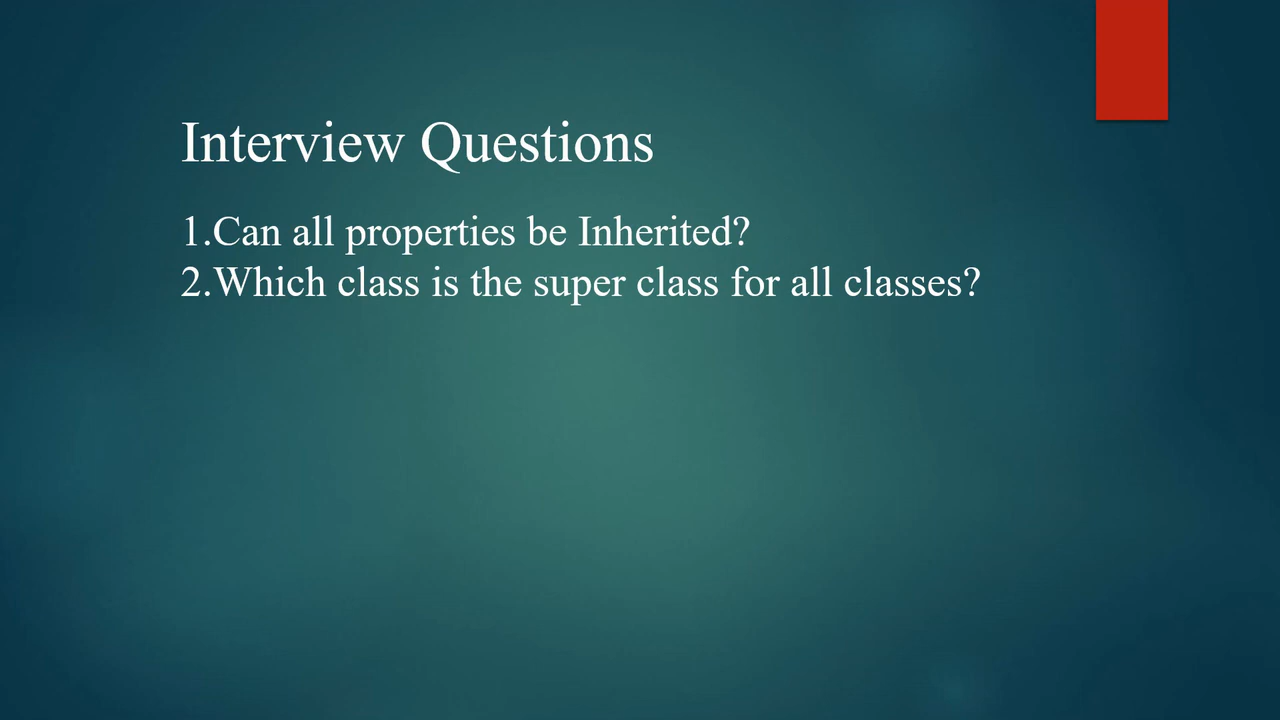 Interview Questions
1.Can all properties be Inherited?
2.Which class is the super class for all classes?